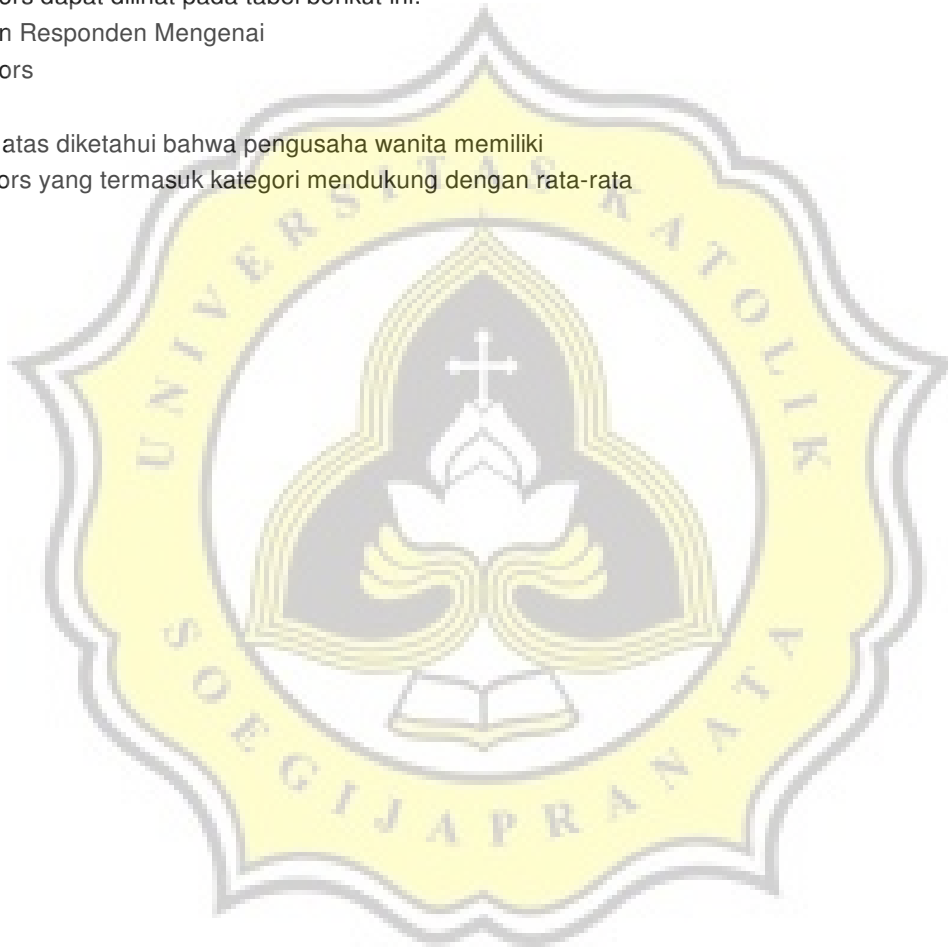 ors dapat dilihat pada tabel berikut ini.
n Responden Mengenai
ors
atas diketahui bahwa pengusaha wanita memiliki
ors yang termasuk kategori mendukung dengan rata-rata
UNIVERSITAS KATOLIK
SOEGIJAPRANATA